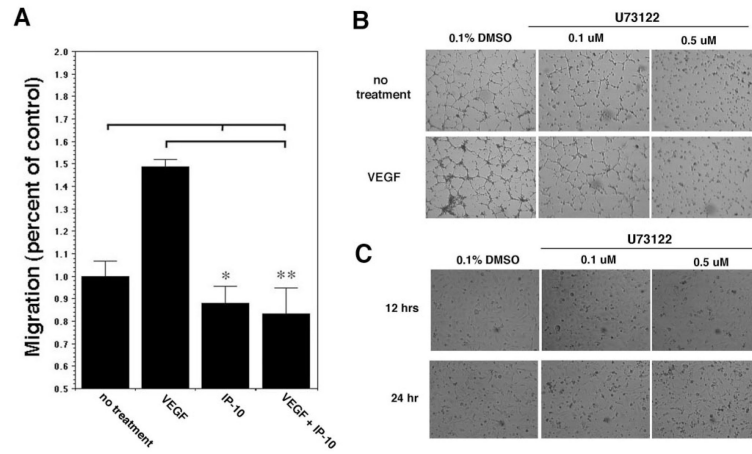 A
Migration (percent of control)
2.0
1.9
1.8
1.7
1.6
1.5
1.4
1.3
1.2
1.1
1.0
0.9
0.8
0.7
0.6
0.5
*
**
no treatment
VEGF
IP-10
VEGF + IP-10
B
U73122
0.1% DMSO
0.1 uM
0.5 uM
no
treatment
VEGF
C
U73122
0.1% DMSO
0.1 uM
0.5 uM
12 hrs
24 hr